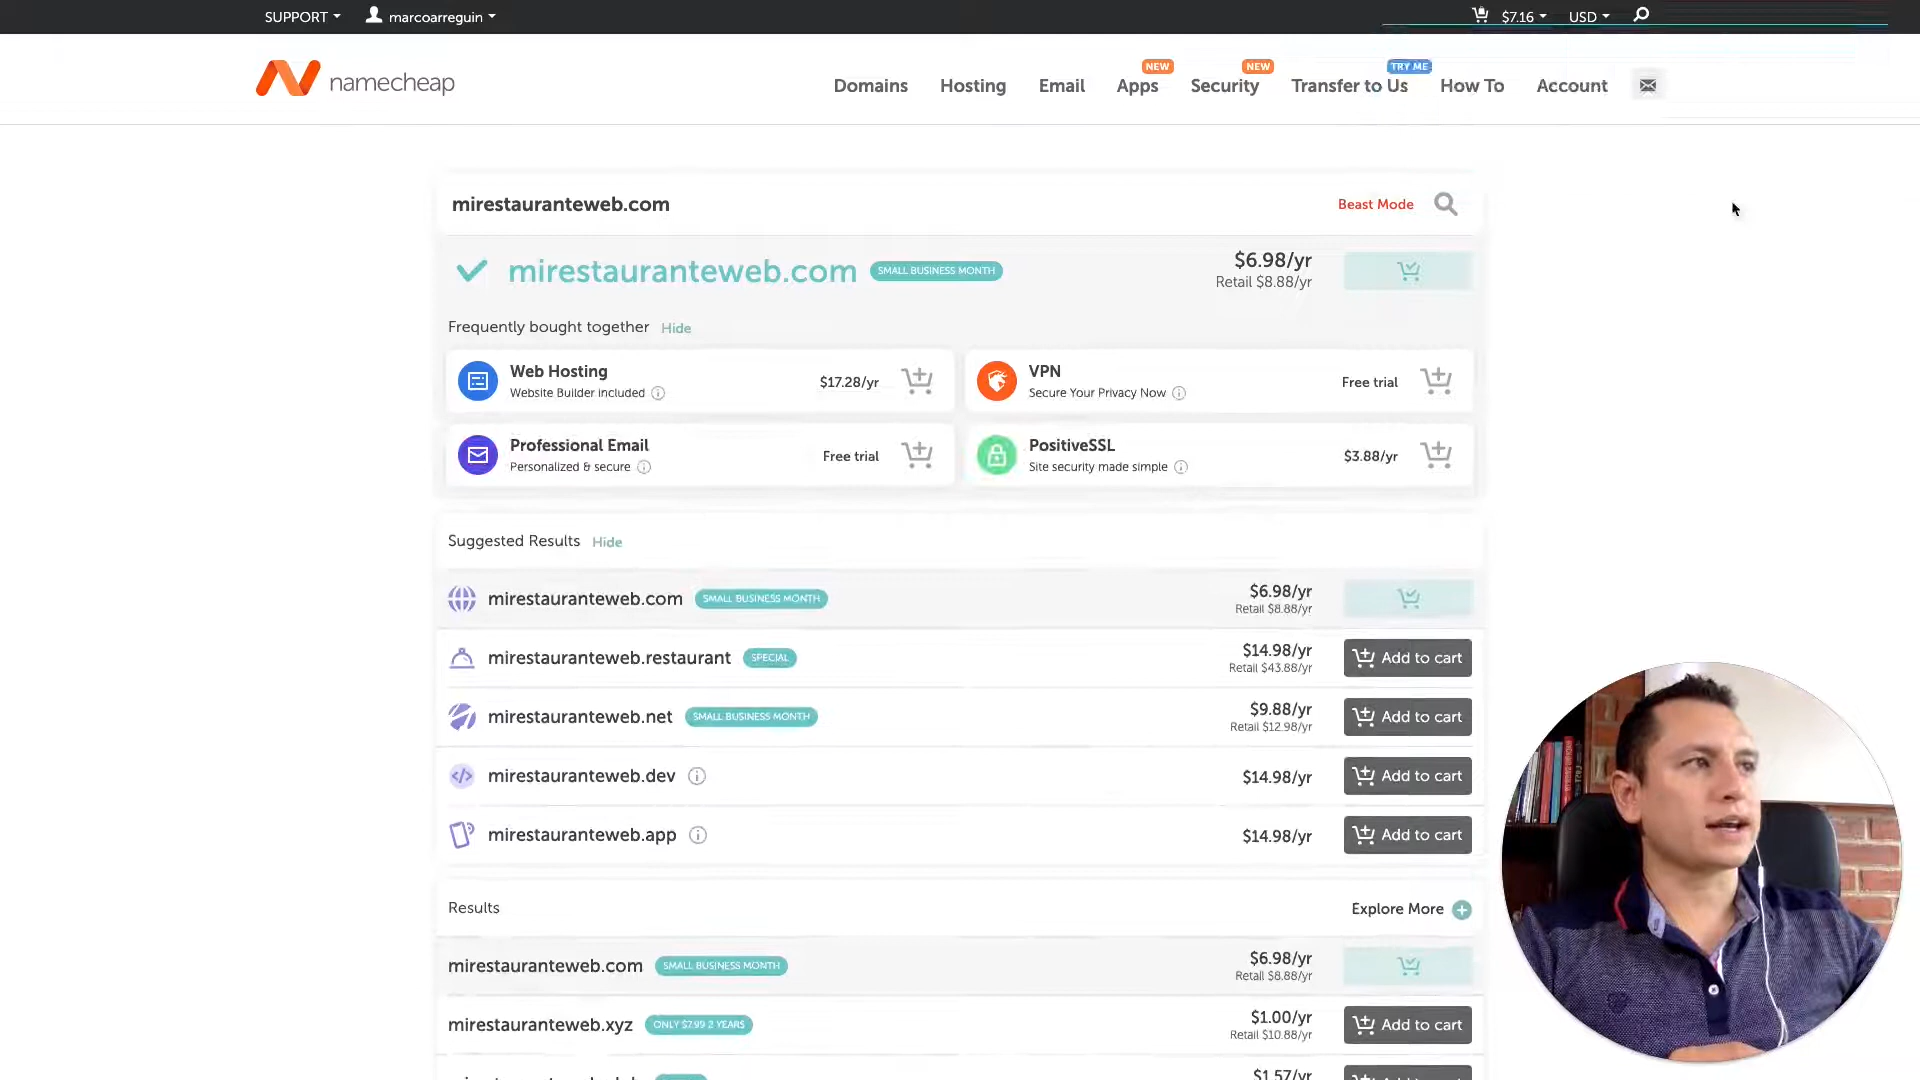 SUPPORT marcoarreguin $7.16 USD
namecheap
Domains Hosting Email Apps NEW Security NEW Transfer to Us TRY ME How To Account
mirestauranteweb.com Beast Mode
mirestauranteweb.com SMALL BUSINESS MONTH $6.98/yr
Retail $8.88/yr
Frequently bought together Hide
Web Hosting
Website Builder included
$17.28/yr
VPN
Secure Your Privacy Now
Free trial
Professional Email
Personalized & secure
Free trial
PositiveSSL
Site security made simple
$3.88/yr
Suggested Results Hide
mirestauranteweb.com SMALL BUSINESS MONTH $6.98/yr
Retail $8.88/yr
mirestauranteweb.restaurant SPECIAL $14.98/yr Add to cart
Retail $43.88/yr
mirestauranteweb.net SMALL BUSINESS MONTH $9.88/yr Add to cart
Retail $12.98/yr
mirestauranteweb.dev $14.98/yr Add to cart
mirestauranteweb.app $14.98/yr Add to cart
Results Explore More
mirestauranteweb.com SMALL BUSINESS MONTH $6.98/yr
Retail $8.88/yr
mirestauranteweb.xyz ONLY $7.99 2 YEARS $1.00/yr Add to cart
Retail $10.88/yr
$1.57/yr